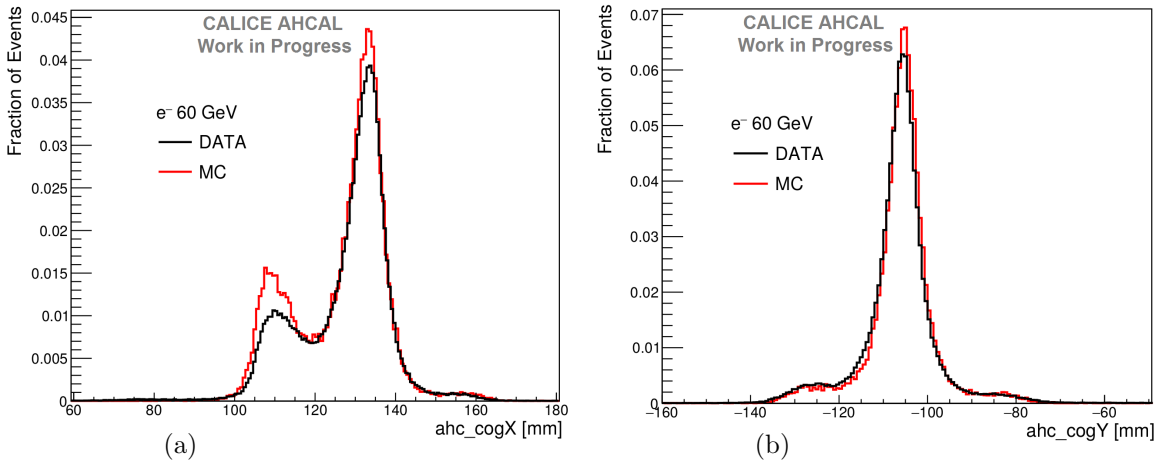 CALICE AHCAL
Work in Progress
Fraction of Events
e⁻ 60 GeV
DATA
MC
0.045
0.04
0.035
0.03
0.025
0.02
0.015
0.01
0.005
0
60 80 100 120 140 160 180
ahc_cogX [mm]
(a)
CALICE AHCAL
Work in Progress
Fraction of Events
e⁻ 60 GeV
DATA
MC
0.07
0.06
0.05
0.04
0.03
0.02
0.01
0
−160 −140 −120 −100 −80 −60
ahc_cogY [mm]
(b)